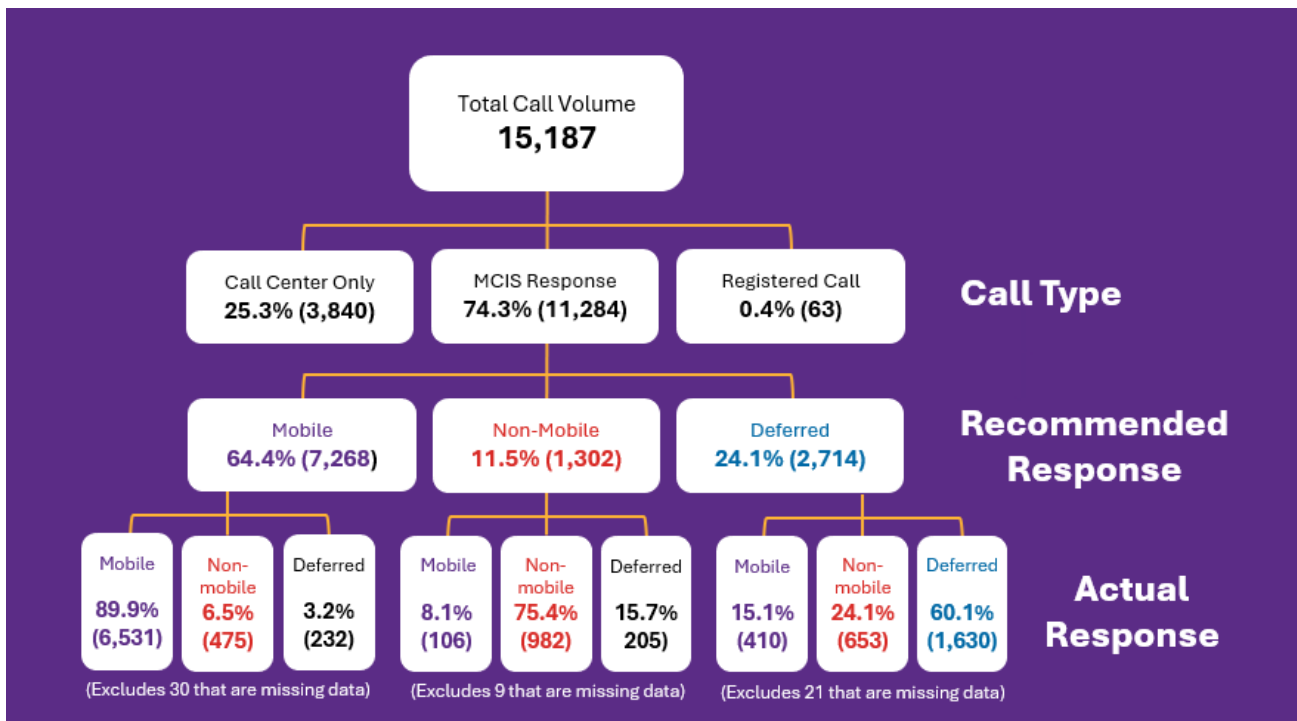 Total Call Volume
15,187
Call Center Only
25.3% (3,840)
MCIS Response
74.3% (11,284)
Registered Call
0.4% (63)
Call Type
Mobile
64.4% (7,268)
Non-Mobile
11.5% (1,302)
Deferred
24.1% (2,714)
Recommended
Response
Mobile
89.9%
(6,531)
Non-
mobile
6.5%
(475)
Deferred
3.2%
(232)
Mobile
8.1%
(106)
Non-
mobile
75.4%
(982)
Deferred
15.7%
205)
Mobile
15.1%
(410)
Non-
mobile
24.1%
(653)
Deferred
60.1%
(1,630)
Actual
Response
(Excludes 30 that are missing data)
(Excludes 9 that are missing data)
(Excludes 21 that are missing data)